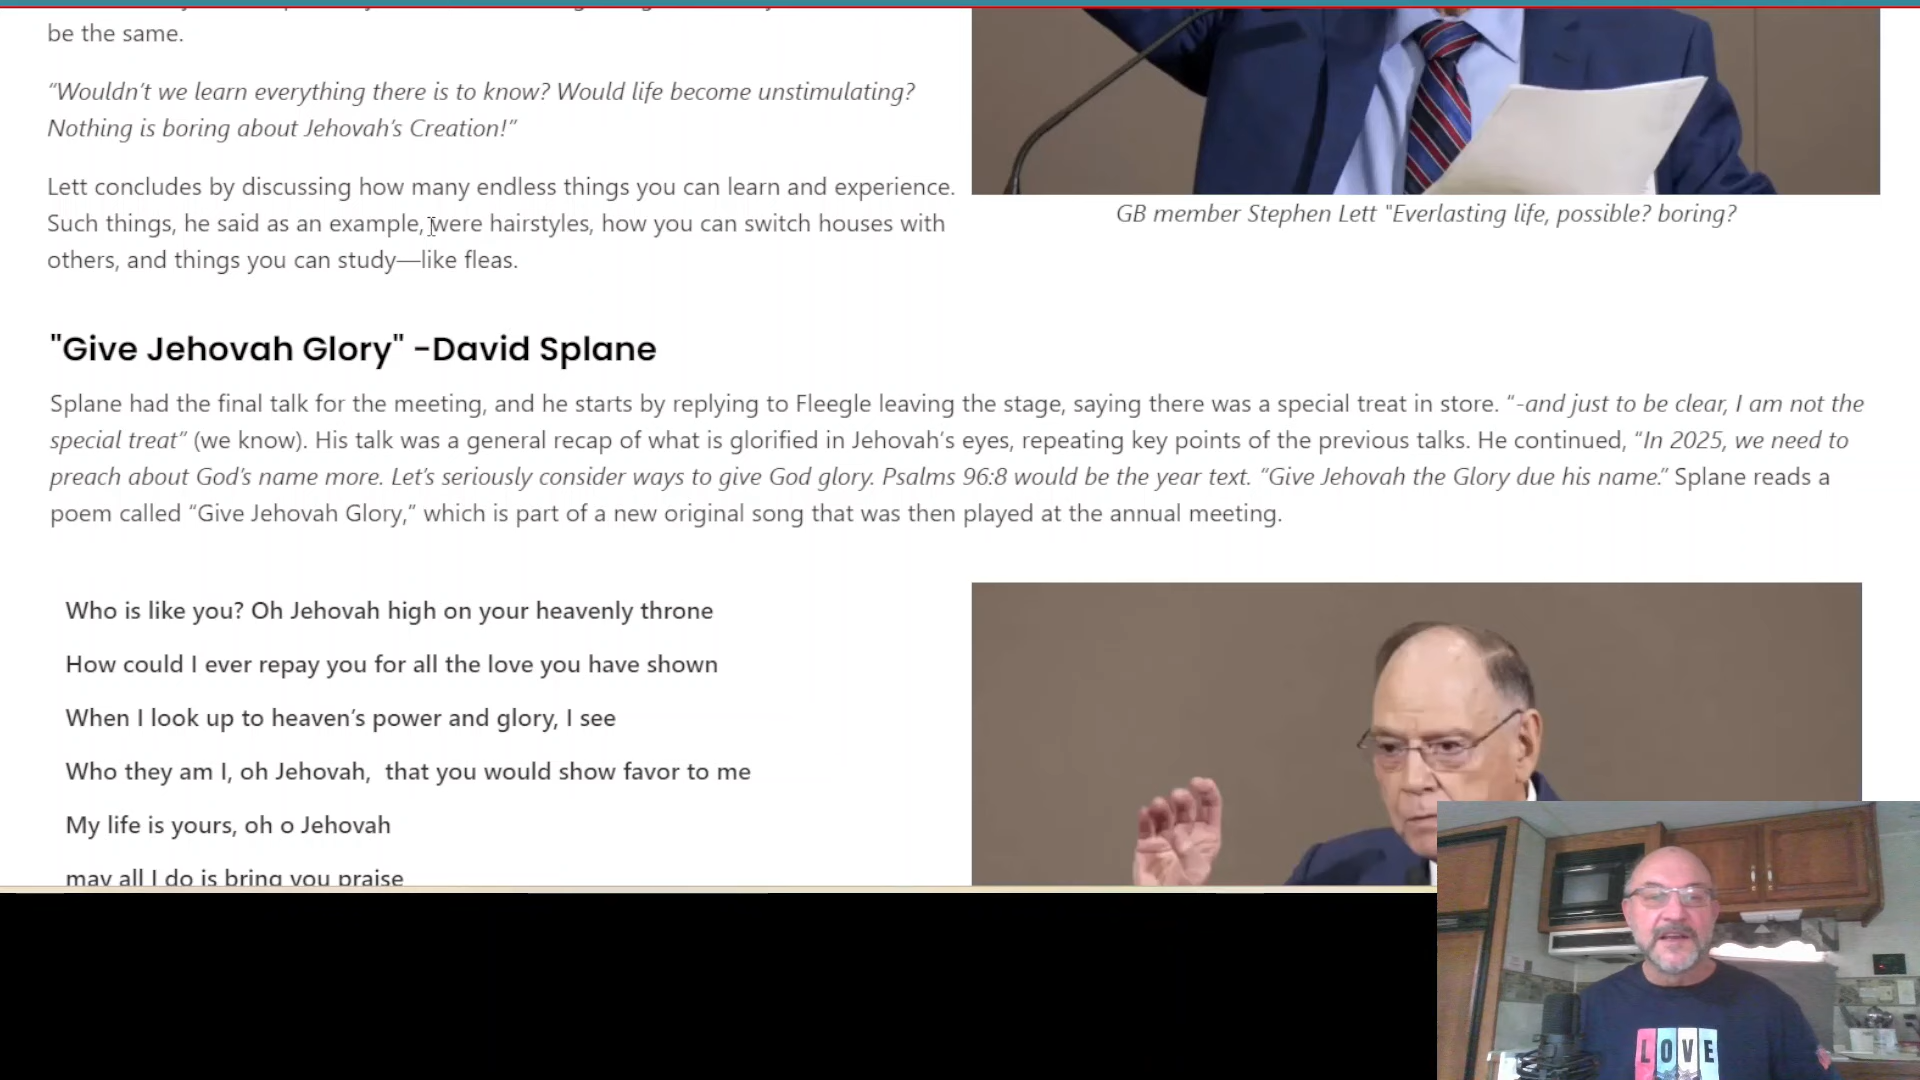 be the same.
“Wouldn’t we learn everything there is to know? Would life become unstimulating?
Nothing is boring about Jehovah’s Creation!”
Lett concludes by discussing how many endless things you can learn and experience.
Such things, he said as an example, were hairstyles, how you can switch houses with
others, and things you can study—like fleas.
GB member Stephen Lett "Everlasting life, possible? boring?
"Give Jehovah Glory" -David Splane
Splane had the final talk for the meeting, and he starts by replying to Fleegle leaving the stage, saying there was a special treat in store. “-and just to be clear, I am not the
special treat” (we know). His talk was a general recap of what is glorified in Jehovah’s eyes, repeating key points of the previous talks. He continued, “In 2025, we need to
preach about God’s name more. Let’s seriously consider ways to give God glory. Psalms 96:8 would be the year text. “Give Jehovah the Glory due his name.” Splane reads a
poem called “Give Jehovah Glory,” which is part of a new original song that was then played at the annual meeting.
Who is like you? Oh Jehovah high on your heavenly throne
How could I ever repay you for all the love you have shown
When I look up to heaven’s power and glory, I see
Who they am I, oh Jehovah,  that you would show favor to me
My life is yours, oh o Jehovah
may all I do is bring you praise
LOVE